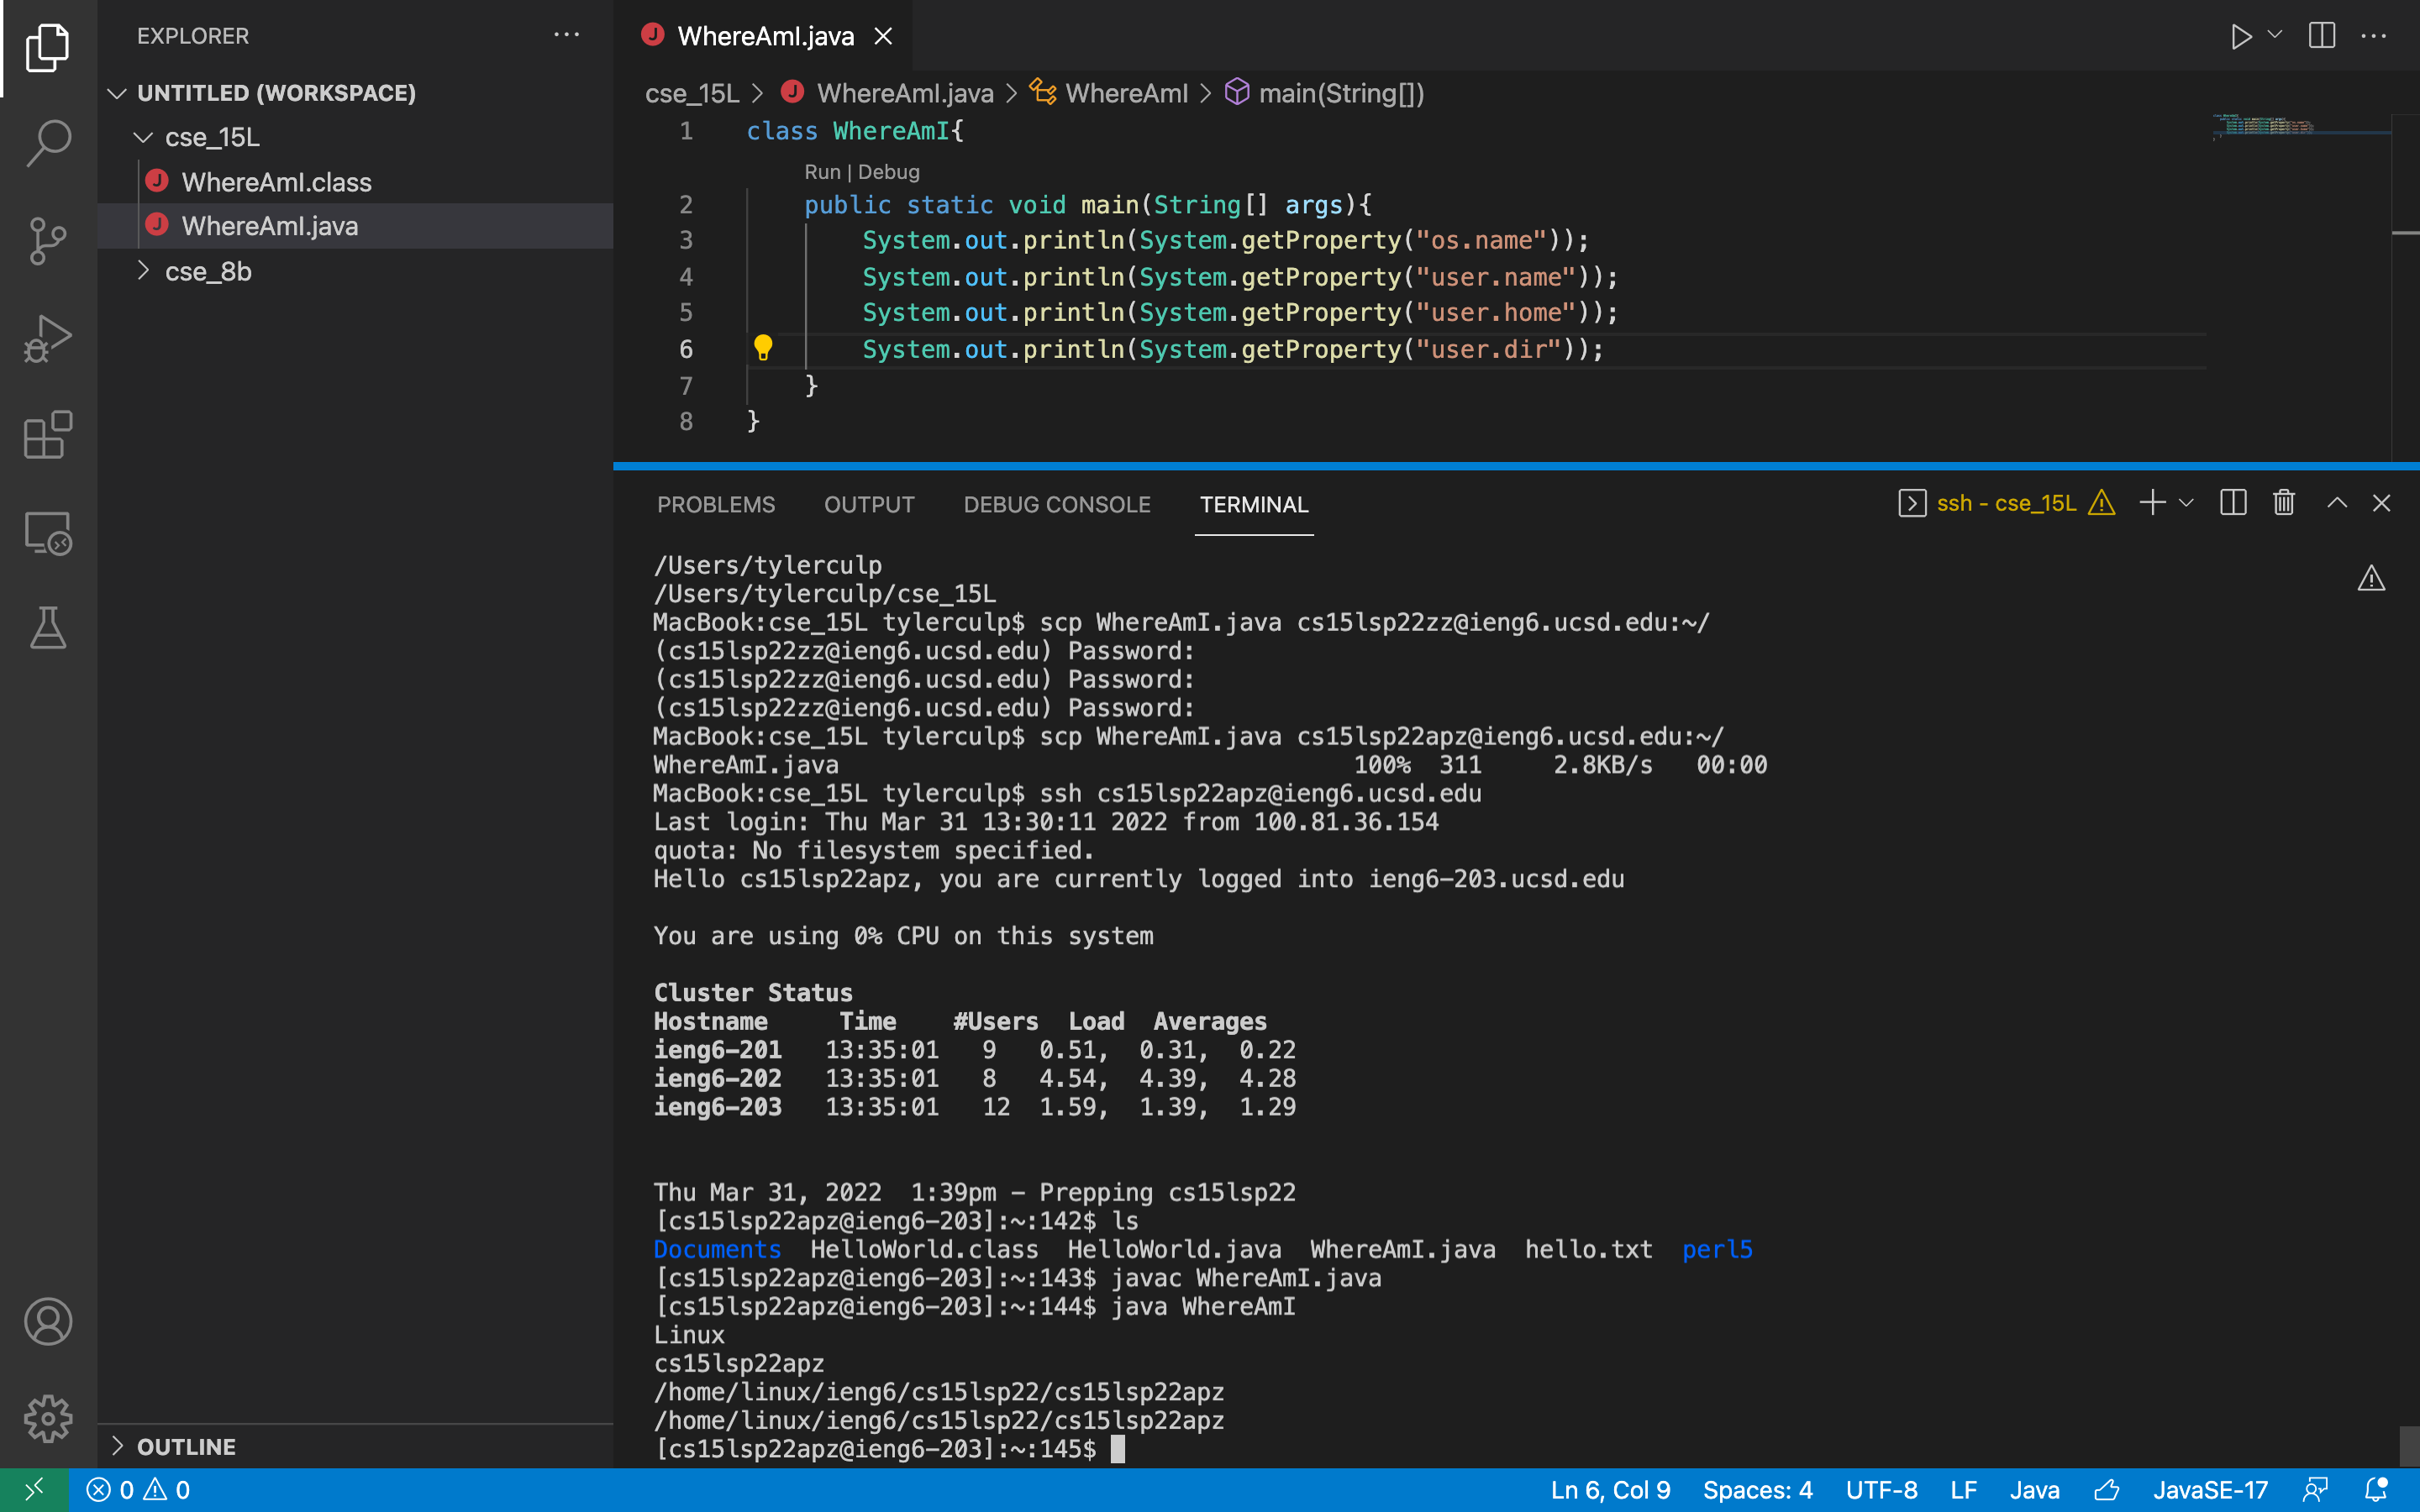 EXPLORER
UNTITLED (WORKSPACE)
cse_15L
WhereAmI.class
WhereAmI.java
cse_8b
OUTLINE
WhereAmI.java
cse_15L > WhereAmI.java > WhereAmI > main(String[])
1 class WhereAmI{
Run | Debug
2 public static void main(String[] args){
3 System.out.println(System.getProperty("os.name"));
4 System.out.println(System.getProperty("user.name"));
5 System.out.println(System.getProperty("user.home"));
6 System.out.println(System.getProperty("user.dir"));
7 }
8 }
PROBLEMS OUTPUT DEBUG CONSOLE TERMINAL
ssh - cse_15L
/Users/tylerculp
/Users/tylerculp/cse_15L
MacBook:cse_15L tylerculp$ scp WhereAmI.java cs15lsp22zz@ieng6.ucsd.edu:~/
(cs15lsp22zz@ieng6.ucsd.edu) Password:
(cs15lsp22zz@ieng6.ucsd.edu) Password:
(cs15lsp22zz@ieng6.ucsd.edu) Password:
MacBook:cse_15L tylerculp$ scp WhereAmI.java cs15lsp22apz@ieng6.ucsd.edu:~/
WhereAmI.java 100% 311 2.8KB/s 00:00
MacBook:cse_15L tylerculp$ ssh cs15lsp22apz@ieng6.ucsd.edu
Last login: Thu Mar 31 13:30:11 2022 from 100.81.36.154
quota: No filesystem specified.
Hello cs15lsp22apz, you are currently logged into ieng6-203.ucsd.edu
You are using 0% CPU on this system
Cluster Status
Hostname Time #Users Load Averages
ieng6-201 13:35:01 9 0.51, 0.31, 0.22
ieng6-202 13:35:01 8 4.54, 4.39, 4.28
ieng6-203 13:35:01 12 1.59, 1.39, 1.29
Thu Mar 31, 2022 1:39pm - Prepping cs15lsp22
[cs15lsp22apz@ieng6-203]:~:142$ ls
Documents HelloWorld.class HelloWorld.java WhereAmI.java hello.txt perl5
[cs15lsp22apz@ieng6-203]:~:143$ javac WhereAmI.java
[cs15lsp22apz@ieng6-203]:~:144$ java WhereAmI
Linux
cs15lsp22apz
/home/linux/ieng6/cs15lsp22/cs15lsp22apz
/home/linux/ieng6/cs15lsp22/cs15lsp22apz
[cs15lsp22apz@ieng6-203]:~:145$
0 0
Ln 6, Col 9 Spaces: 4 UTF-8 LF Java JavaSE-17